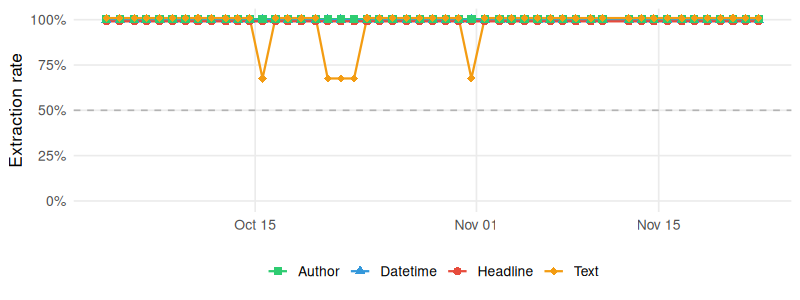 100%
75%
50%
25%
0%
Extraction rate
Oct 15 Nov 01 Nov 15
Author Datetime Headline Text